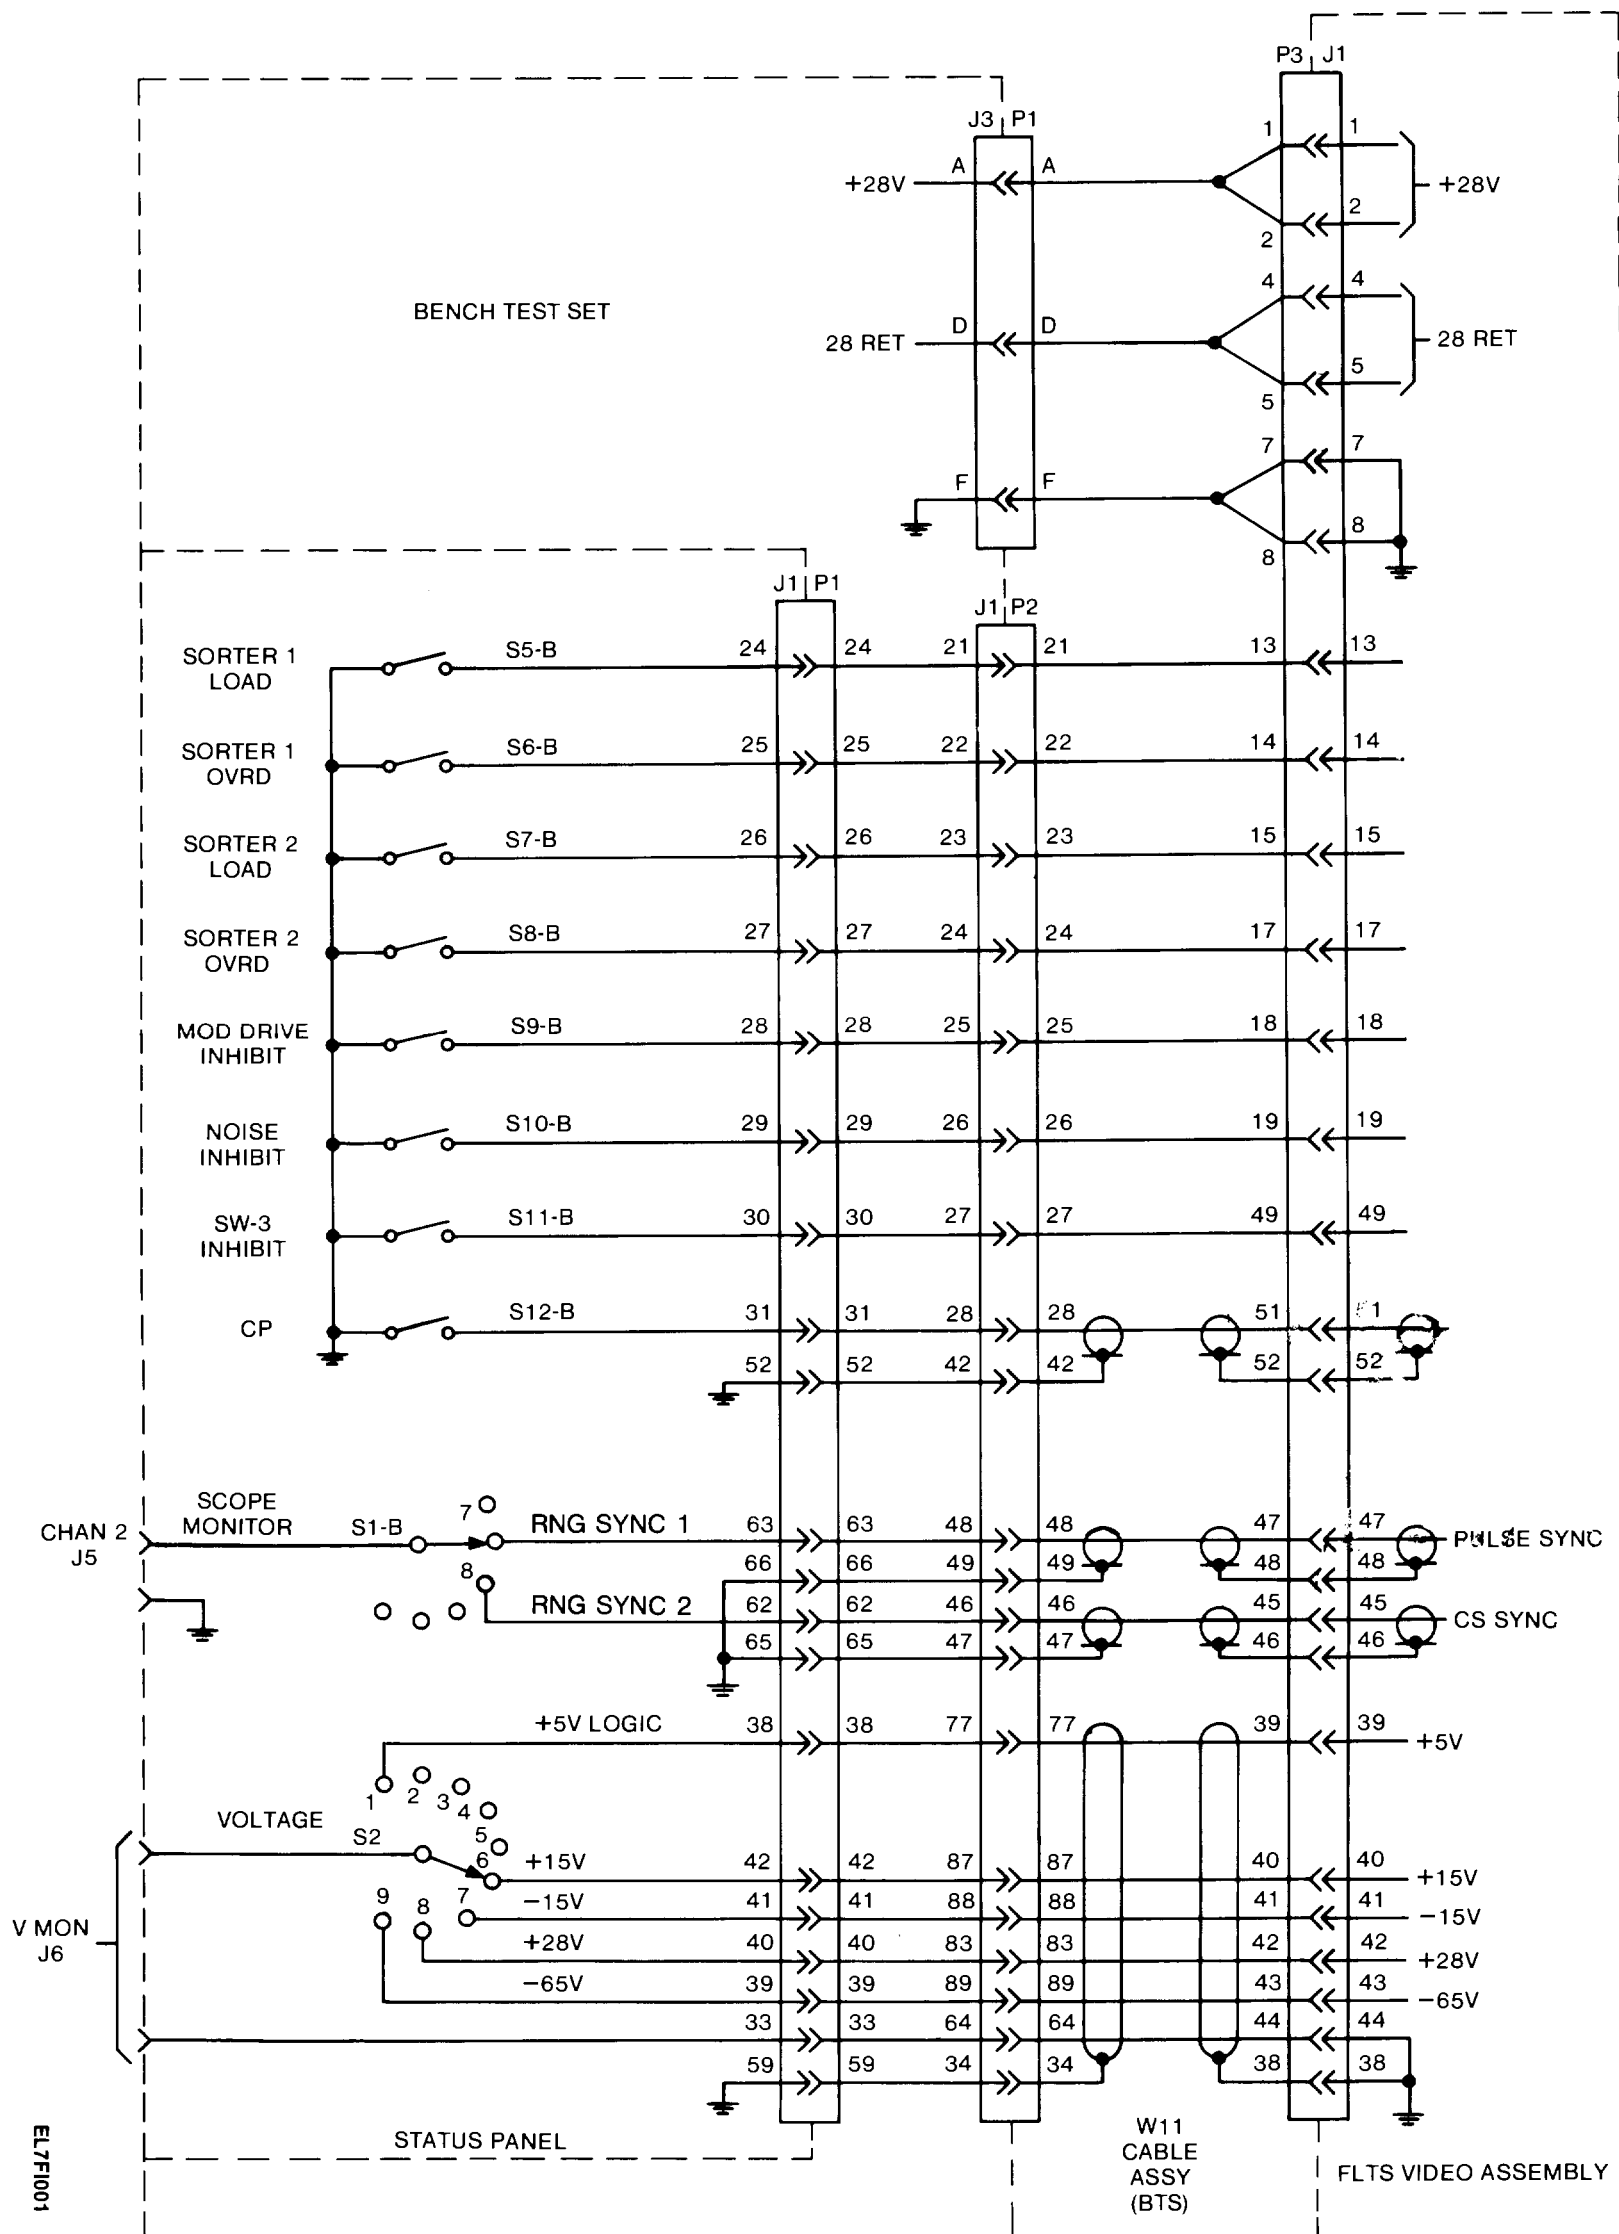 P3 J1
J3 P1
1 1
+28V A A
2 2
+28V
BENCH TEST SET
4 4
28 RET D D
5 5
28 RET
7 7
F F
8 8
J1 P1
J1 P2
SORTER 1
LOAD
S5-B 24 24 21 21 13 13
SORTER 1
OVRD
S6-B 25 25 22 22 14 14
SORTER 2
LOAD
S7-B 26 26 23 23 15 15
SORTER 2
OVRD
S8-B 27 27 24 24 17 17
MOD DRIVE
INHIBIT
S9-B 28 28 25 25 18 18
NOISE
INHIBIT
S10-B 29 29 26 26 19 19
SW-3
INHIBIT
S11-B 30 30 27 27 49 49
CP S12-B 31 31 28 28 51
52 52 42 42 52 52
CHAN 2
J5
SCOPE
MONITOR
S1-B 7 RNG SYNC 1 63 63 48 48 47 47 PULSE SYNC
66 66 49 49 48 48
8 RNG SYNC 2 62 62 46 46 45 45 CS SYNC
65 65 47 47 46 46
+5V LOGIC 38 38 77 77 39 39 +5V
1 2 3 4 5 6
VOLTAGE
S2
+15V 42 42 87 87 40 40 +15V
7 −15V 41 41 88 88 41 41 −15V
8 +28V 40 40 83 83 42 42 +28V
9 −65V 39 39 89 89 43 43 −65V
V MON
J6
33 33 64 64 44 44
59 59 34 34 38 38
STATUS PANEL
W11
CABLE
ASSY
(BTS)
FLTS VIDEO ASSEMBLY
EL7FI001